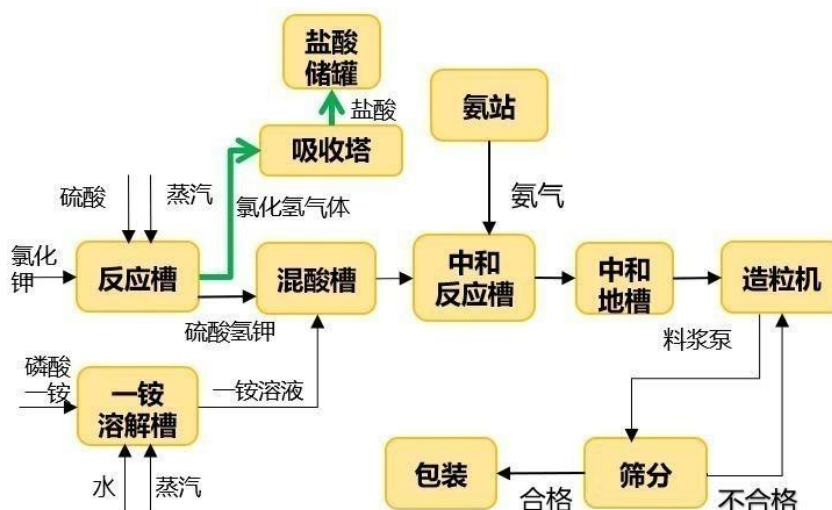 盐酸
储罐
盐酸
氨站
吸收塔
硫酸
蒸汽
氯化氢气体
氨气
氯化
钾
反应槽
混酸槽
中和
反应槽
中和
地槽
造粒机
硫酸氢钾
料浆泵
磷酸
一铵
一铵
溶解槽
一铵溶液
包装
筛分
水
蒸汽
合格
不合格